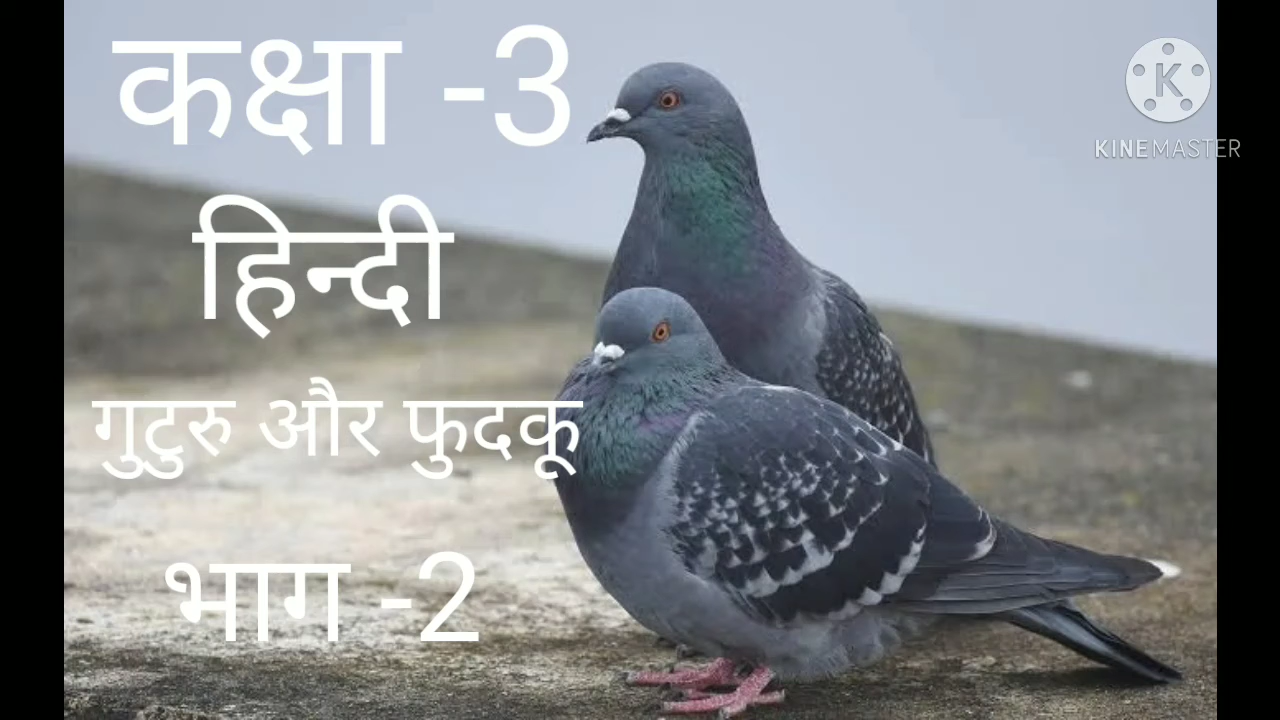 कक्षा -3
हिन्दी
गुटुरु और फुदकू
भाग -2
K
KINEMASTER